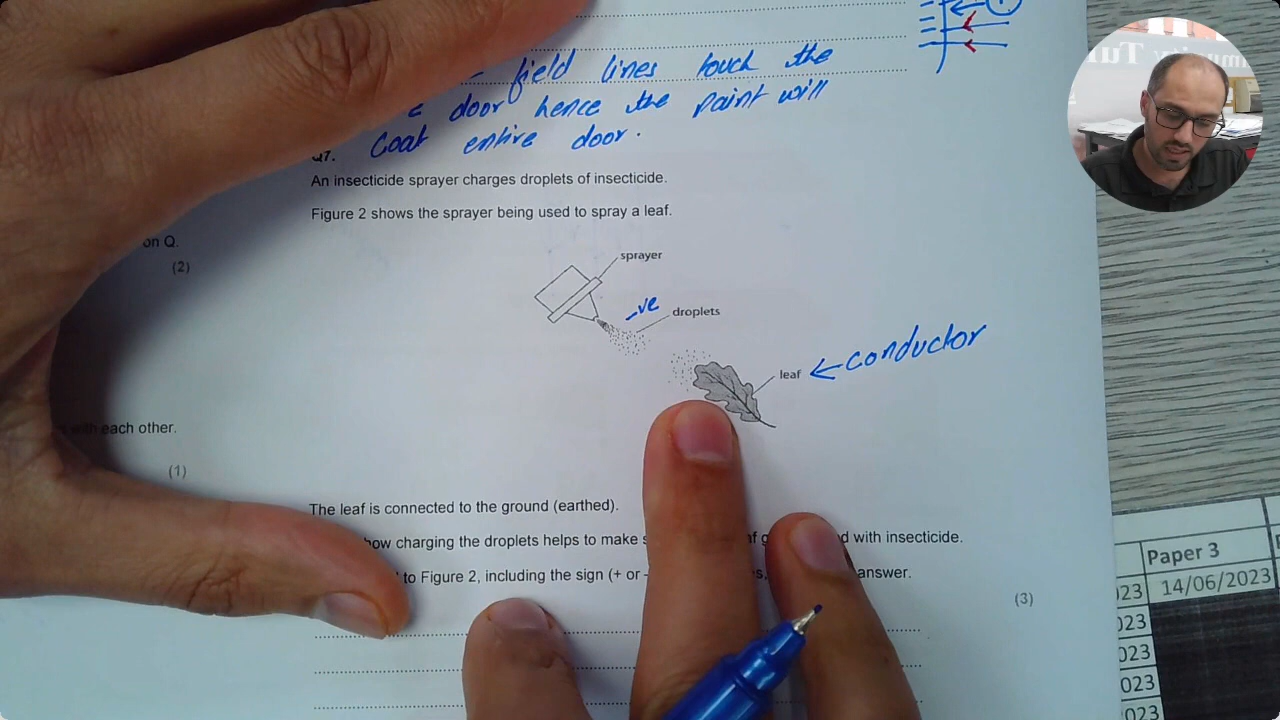 field lines touch the
door hence the paint will
Coat entire door.
Q7.
An insecticide sprayer charges droplets of insecticide.
Figure 2 shows the sprayer being used to spray a leaf.
on Q.
(2)
sprayer
-ve
droplets
leaf ← conductor
each other.
(1)
The leaf is connected to the ground (earthed).
how charging the droplets helps to make with insecticide.
to Figure 2, including the sign (+ or answer.
(3)
Paper 3
023 14/06/2023
023
023
023
023